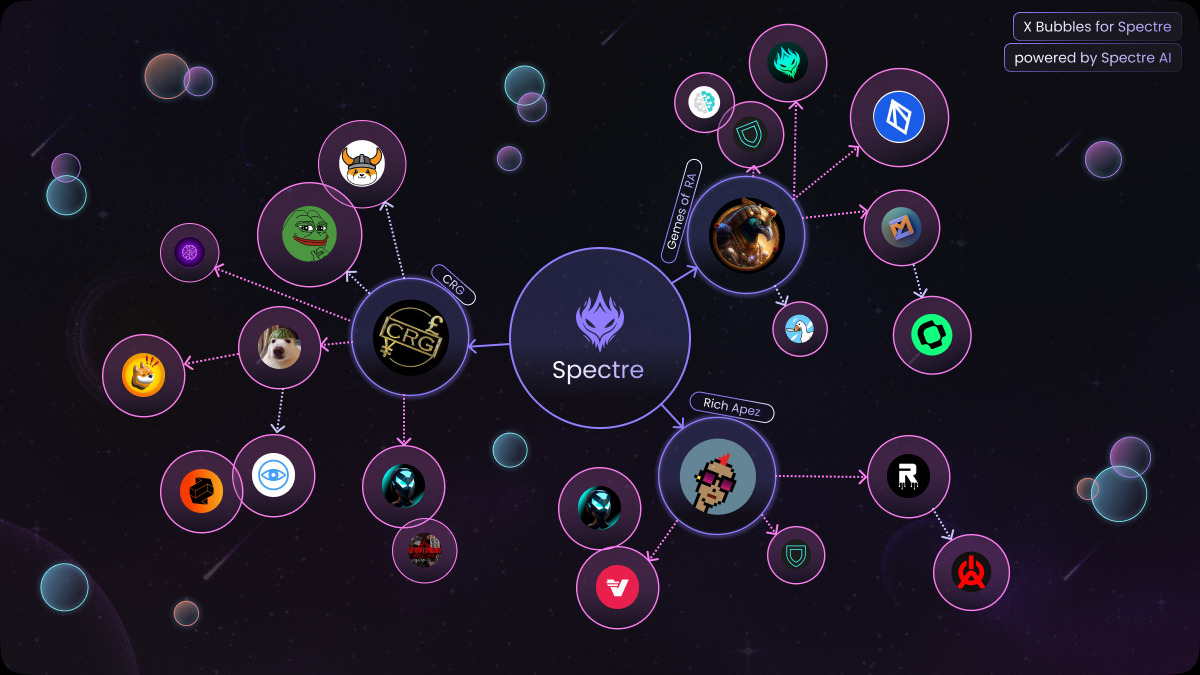 X Bubbles for Spectre
powered by Spectre AI
Gemes of RA
CRG
CRG
£
¥
Spectre
Rich Apez
R